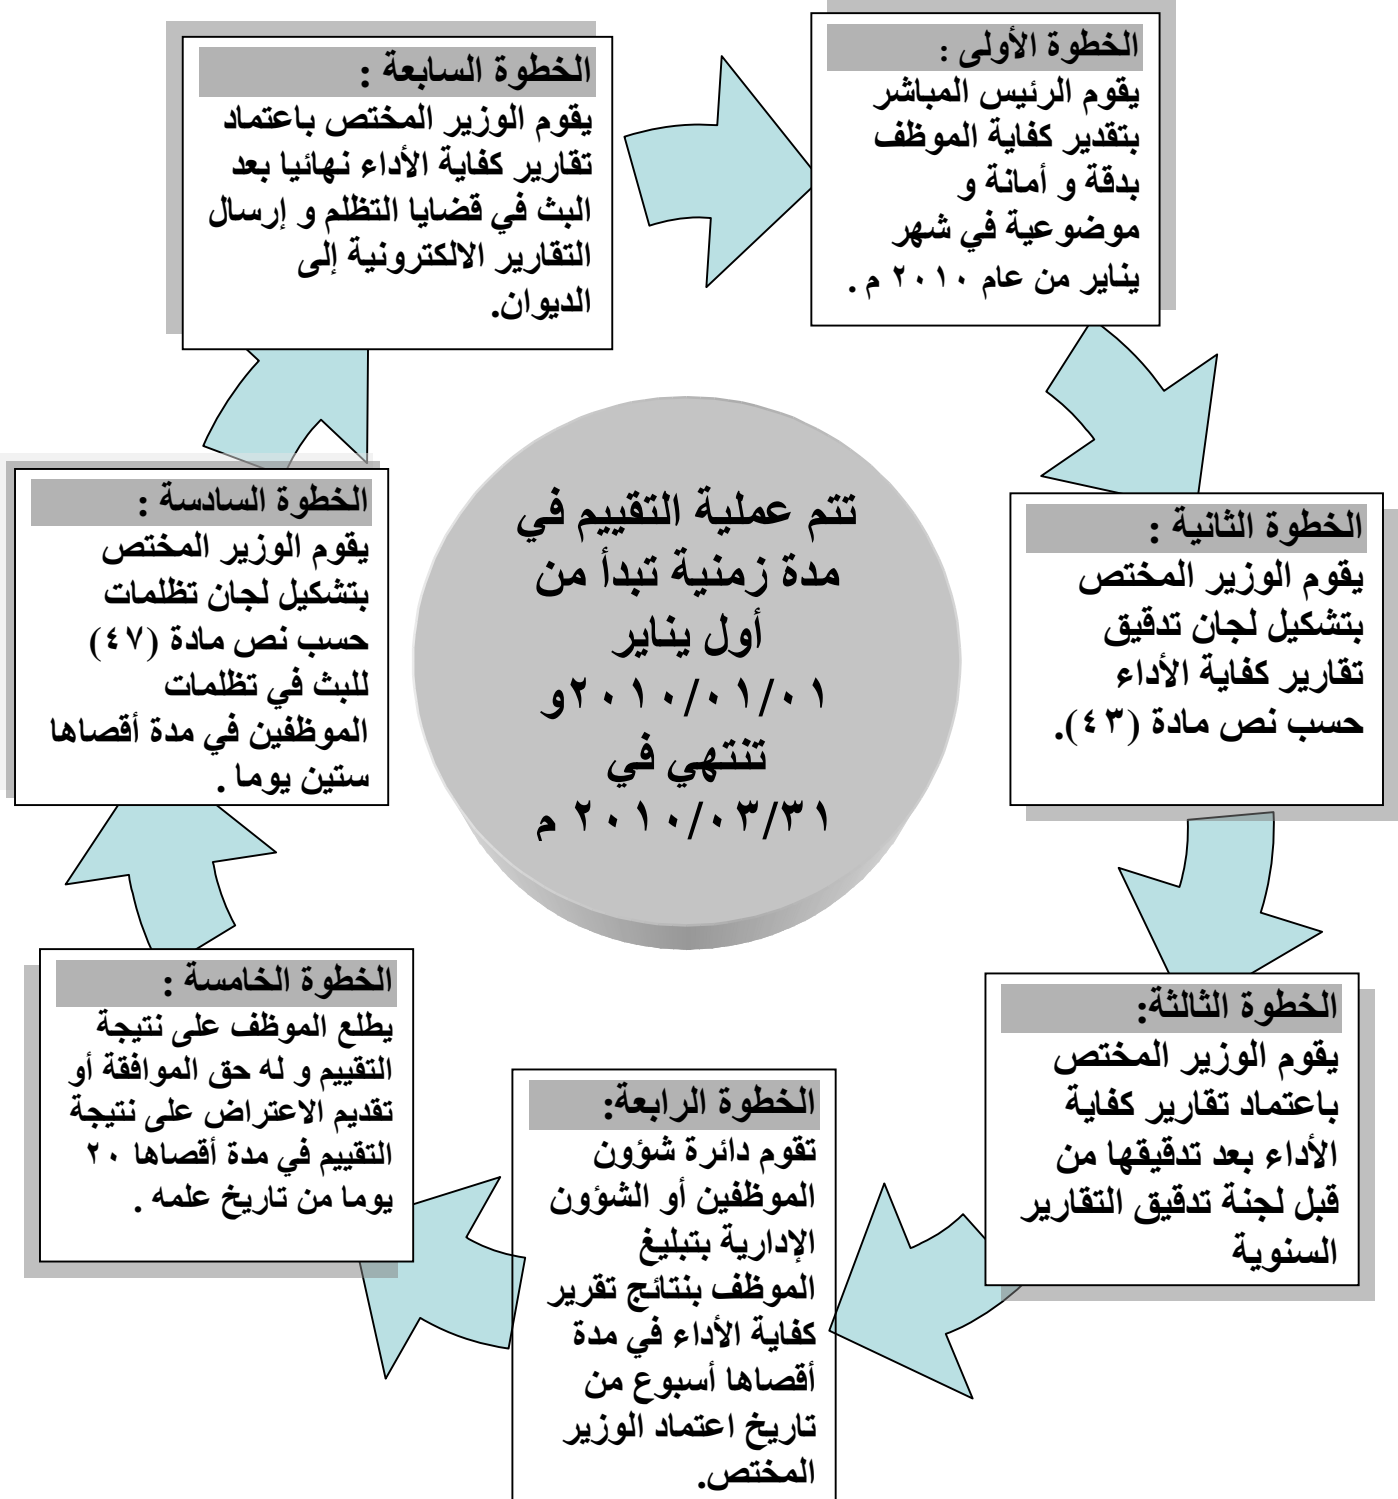 الخطوة الأولى :
يقوم الرئيس المباشر
بتقدير كفاية الموظف
بدقة و أمانة و
موضوعية في شهر
يناير من عام ٢٠١٠ م .
الخطوة الثانية :
يقوم الوزير المختص
بتشكيل لجان تدقيق
تقارير كفاية الأداء
حسب نص مادة (٤٣).
الخطوة الثالثة:
يقوم الوزير المختص
باعتماد تقارير كفاية
الأداء بعد تدقيقها من
قبل لجنة تدقيق التقارير
السنوية
الخطوة الرابعة:
تقوم دائرة شؤون
الموظفين أو الشؤون
الإدارية بتبليغ
الموظف بنتائج تقرير
كفاية الأداء في مدة
أقصاها أسبوع من
تاريخ اعتماد الوزير
المختص.
الخطوة الخامسة :
يطلع الموظف على نتيجة
التقييم و له حق الموافقة أو
تقديم الاعتراض على نتيجة
التقييم في مدة أقصاها ٢٠
يوما من تاريخ علمه .
الخطوة السادسة :
يقوم الوزير المختص
بتشكيل لجان تظلمات
حسب نص مادة (٤٧)
للبث في تظلمات
الموظفين في مدة أقصاها
ستين يوما .
الخطوة السابعة :
يقوم الوزير المختص باعتماد
تقارير كفاية الأداء نهائيا بعد
البث في قضايا التظلم و إرسال
التقارير الالكترونية إلى
الديوان.
تتم عملية التقييم في
مدة زمنية تبدأ من
أول يناير
٢٠١٠/٠١/٠١و
تنتهي في
٢٠١٠/٠٣/٣١ م